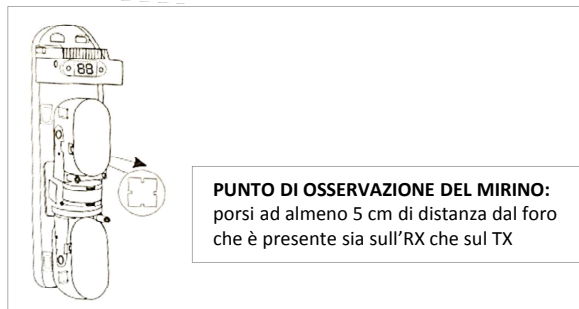 88
PUNTO DI OSSERVAZIONE DEL MIRINO:
porsi ad almeno 5 cm di distanza dal foro
che è presente sia sull’RX che sul TX